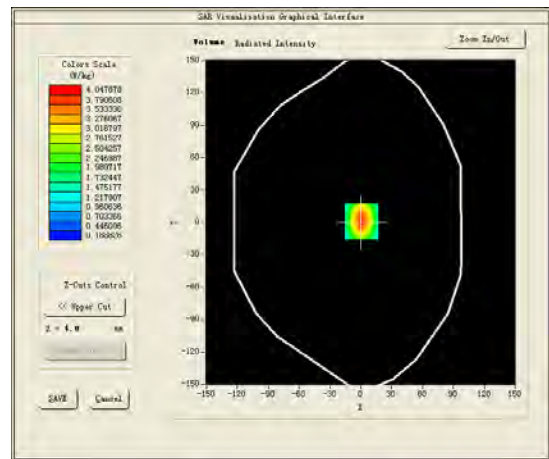 SAR Visualisation Graphical Interface
Volume Radiated Intensity
Zoom In/Out
Colors Scale
(W/kg)
4.047878
3.790608
3.533338
3.276067
3.018797
2.761527
2.504257
2.246987
1.989717
1.732447
1.475177
1.217907
0.960636
0.703366
0.446096
0.188826
Z-Cuts Control
<< Upper Cut
Z = 4.0 mm
SAVE
Cancel
150
120
90
60
30
0
-30
-60
-90
-120
-150
Y
-150 -120 -90 -60 -30 0 30 60 90 120 150
X